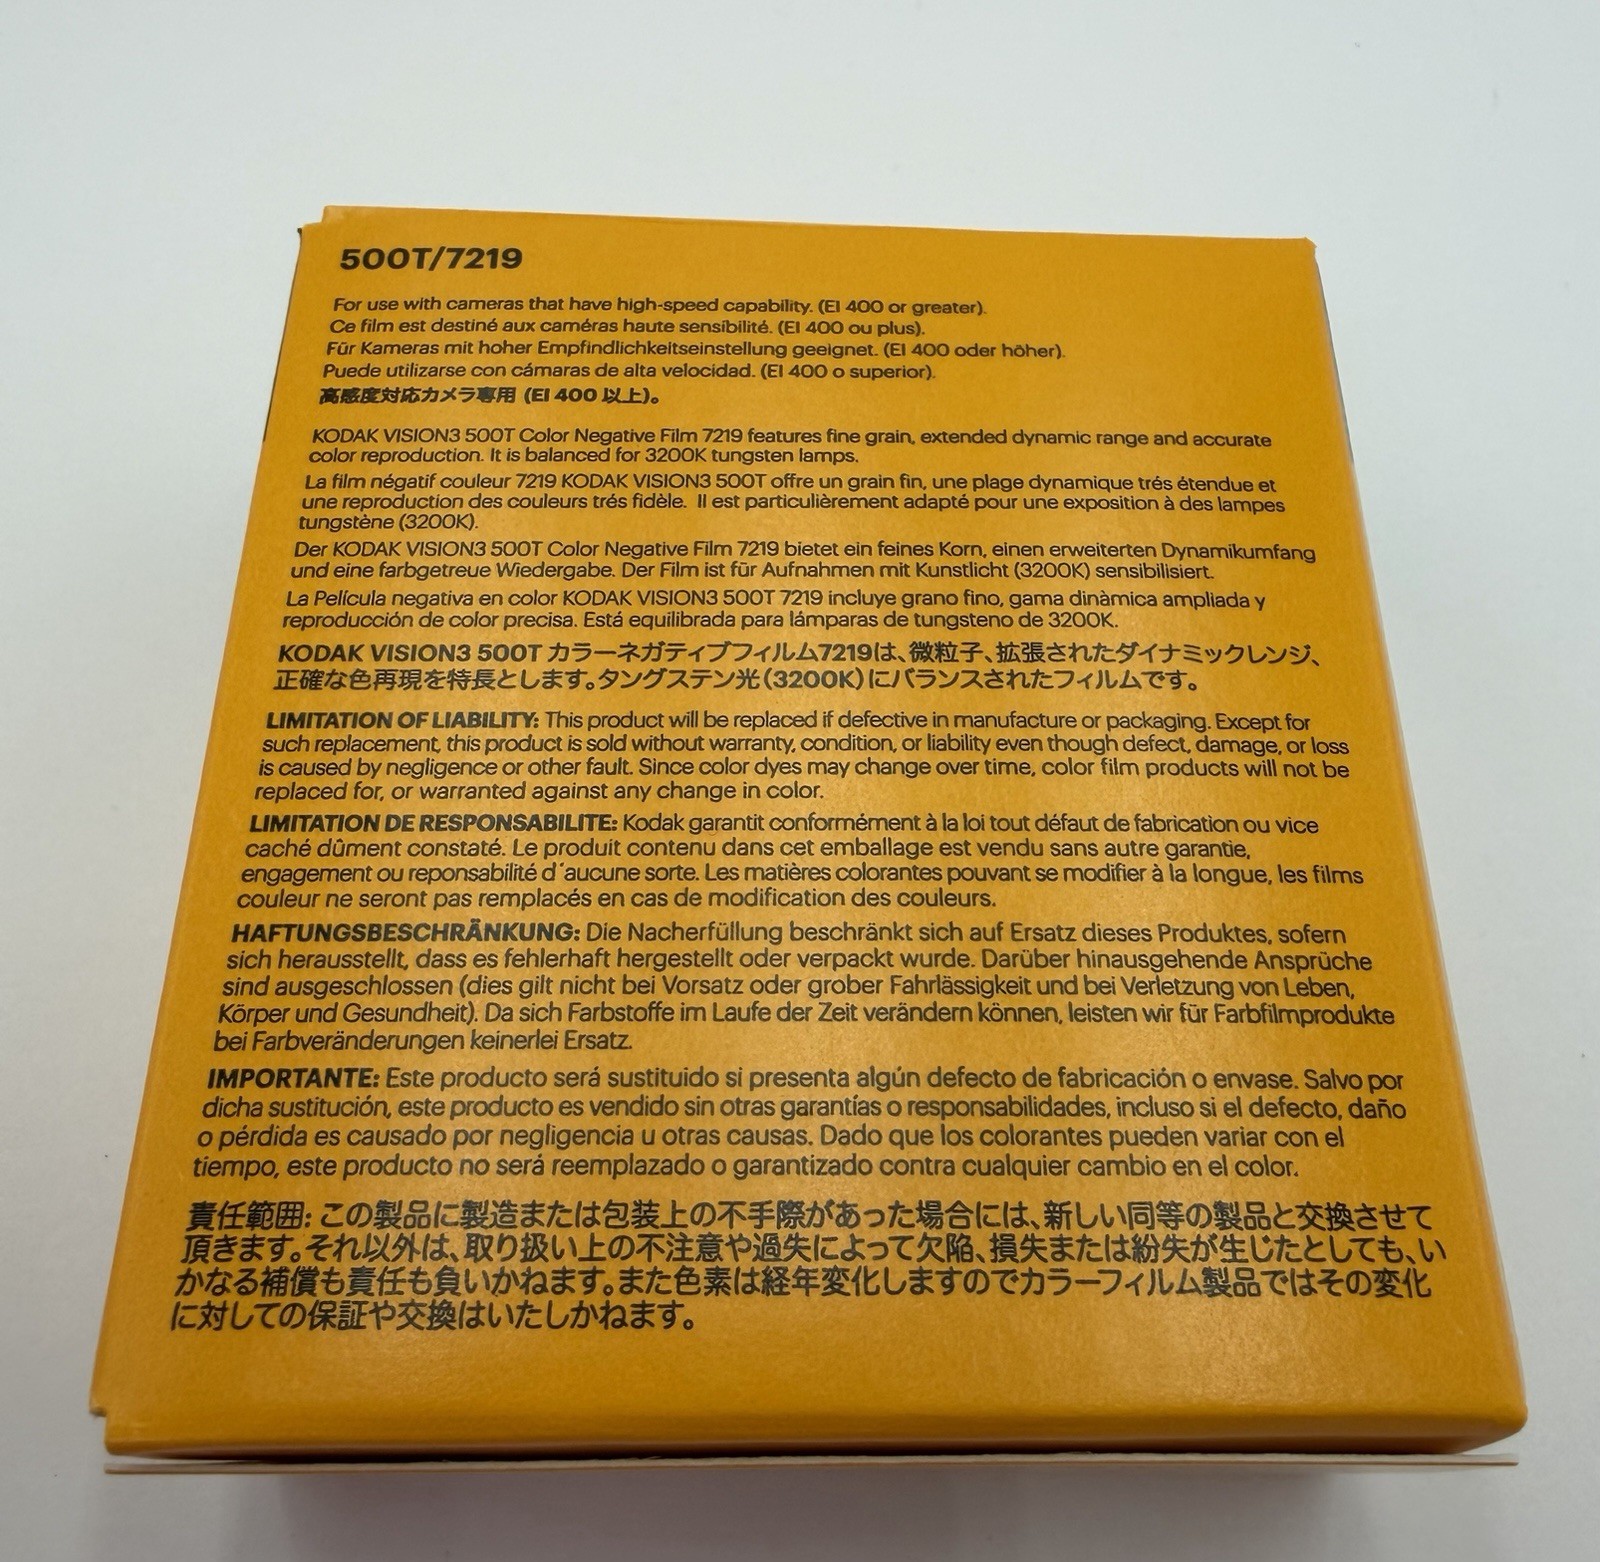 500T/7219
For use with cameras that have high-speed capability. (EI 400 or greater).
Ce film est destiné aux caméras haute sensibilité. (EI 400 ou plus).
Für Kameras mit hoher Empfindlichkeitseinstellung geeignet. (EI 400 oder höher).
Puede utilizarse con cámaras de alta velocidad. (EI 400 o superior).
高感度対応カメラ専用 (EI 400 以上)。
KODAK VISION3 500T Color Negative Film 7219 features fine grain, extended dynamic range and accurate
color reproduction. It is balanced for 3200K tungsten lamps.
La film négatif couleur 7219 KODAK VISION3 500T offre un grain fin, une plage dynamique trés étendue et
une reproduction des couleurs trés fidèle. Il est particulièrement adapté pour une exposition à des lampes
tungstène (3200K).
Der KODAK VISION3 500T Color Negative Film 7219 bietet ein feines Korn, einen erweiterten Dynamikumfang
und eine farbgetreue Wiedergabe. Der Film ist für Aufnahmen mit Kunstlicht (3200K) sensibilisiert.
La Película negativa en color KODAK VISION3 500T 7219 incluye grano fino, gama dinàmica ampliada y
reproducción de color precisa. Está equilibrada para lámparas de tungsteno de 3200K.
KODAK VISION3 500T カラーネガティブフィルム7219は、微粒子、拡張されたダイナミックレンジ、
正確な色再現を特長とします。タングステン光(3200K)にバランスされたフィルムです。
LIMITATION OF LIABILITY: This product will be replaced if defective in manufacture or packaging. Except for
such replacement, this product is sold without warranty, condition, or liability even though defect, damage, or loss
is caused by negligence or other fault. Since color dyes may change over time, color film products will not be
replaced for, or warranted against any change in color.
LIMITATION DE RESPONSABILITE: Kodak garantit conformément à la loi tout défaut de fabrication ou vice
caché dûment constaté. Le produit contenu dans cet emballage est vendu sans autre garantie,
engagement ou reponsabilité d´aucune sorte. Les matières colorantes pouvant se modifier à la longue, les films
couleur ne seront pas remplacés en cas de modification des couleurs.
HAFTUNGSBESCHRÄNKUNG: Die Nacherfüllung beschränkt sich auf Ersatz dieses Produktes, sofern
sich herausstellt, dass es fehlerhaft hergestellt oder verpackt wurde. Darüber hinausgehende Ansprüche
sind ausgeschlossen (dies gilt nicht bei Vorsatz oder grober Fahrlässigkeit und bei Verletzung von Leben,
Körper und Gesundheit). Da sich Farbstoffe im Laufe der Zeit verändern können, leisten wir für Farbfilmprodukte
bei Farbveränderungen keinerlei Ersatz.
IMPORTANTE: Este producto será sustituido si presenta algún defecto de fabricación o envase. Salvo por
dicha sustitución, este producto es vendido sin otras garantías o responsabilidades, incluso si el defecto, daño
o pérdida es causado por negligencia u otras causas. Dado que los colorantes pueden variar con el
tiempo, este producto no será reemplazado o garantizado contra cualquier cambio en el color.
責任範囲: この製品に製造または包装上の不手際があった場合には、新しい同等の製品と交換させて
頂きます。それ以外は、取り扱い上の不注意や過失によって欠陥、損失または紛失が生じたとしても、い
かなる補償も責任も負いかねます。また色素は経年変化しますのでカラーフィルム製品ではその変化
に対しての保証や交換はいたしかねます。